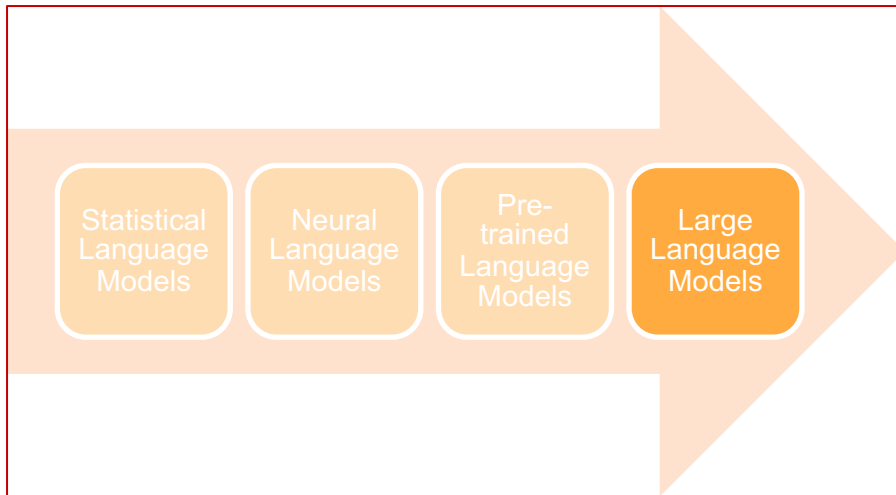 Statistical
Language
Models
Neural
Language
Models
Pre-
trained
Language
Models
Large
Language
Models